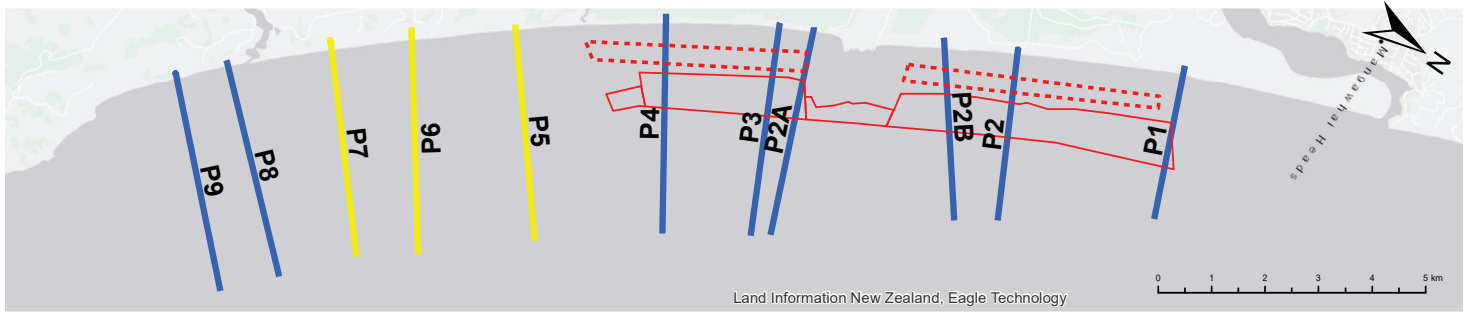 P9
P8
P7
P6
P5
P4
P3
P2A
P2B
P2
P1
Mangawhai Heads
N
0 1 2 3 4 5 km
Land Information New Zealand, Eagle Technology